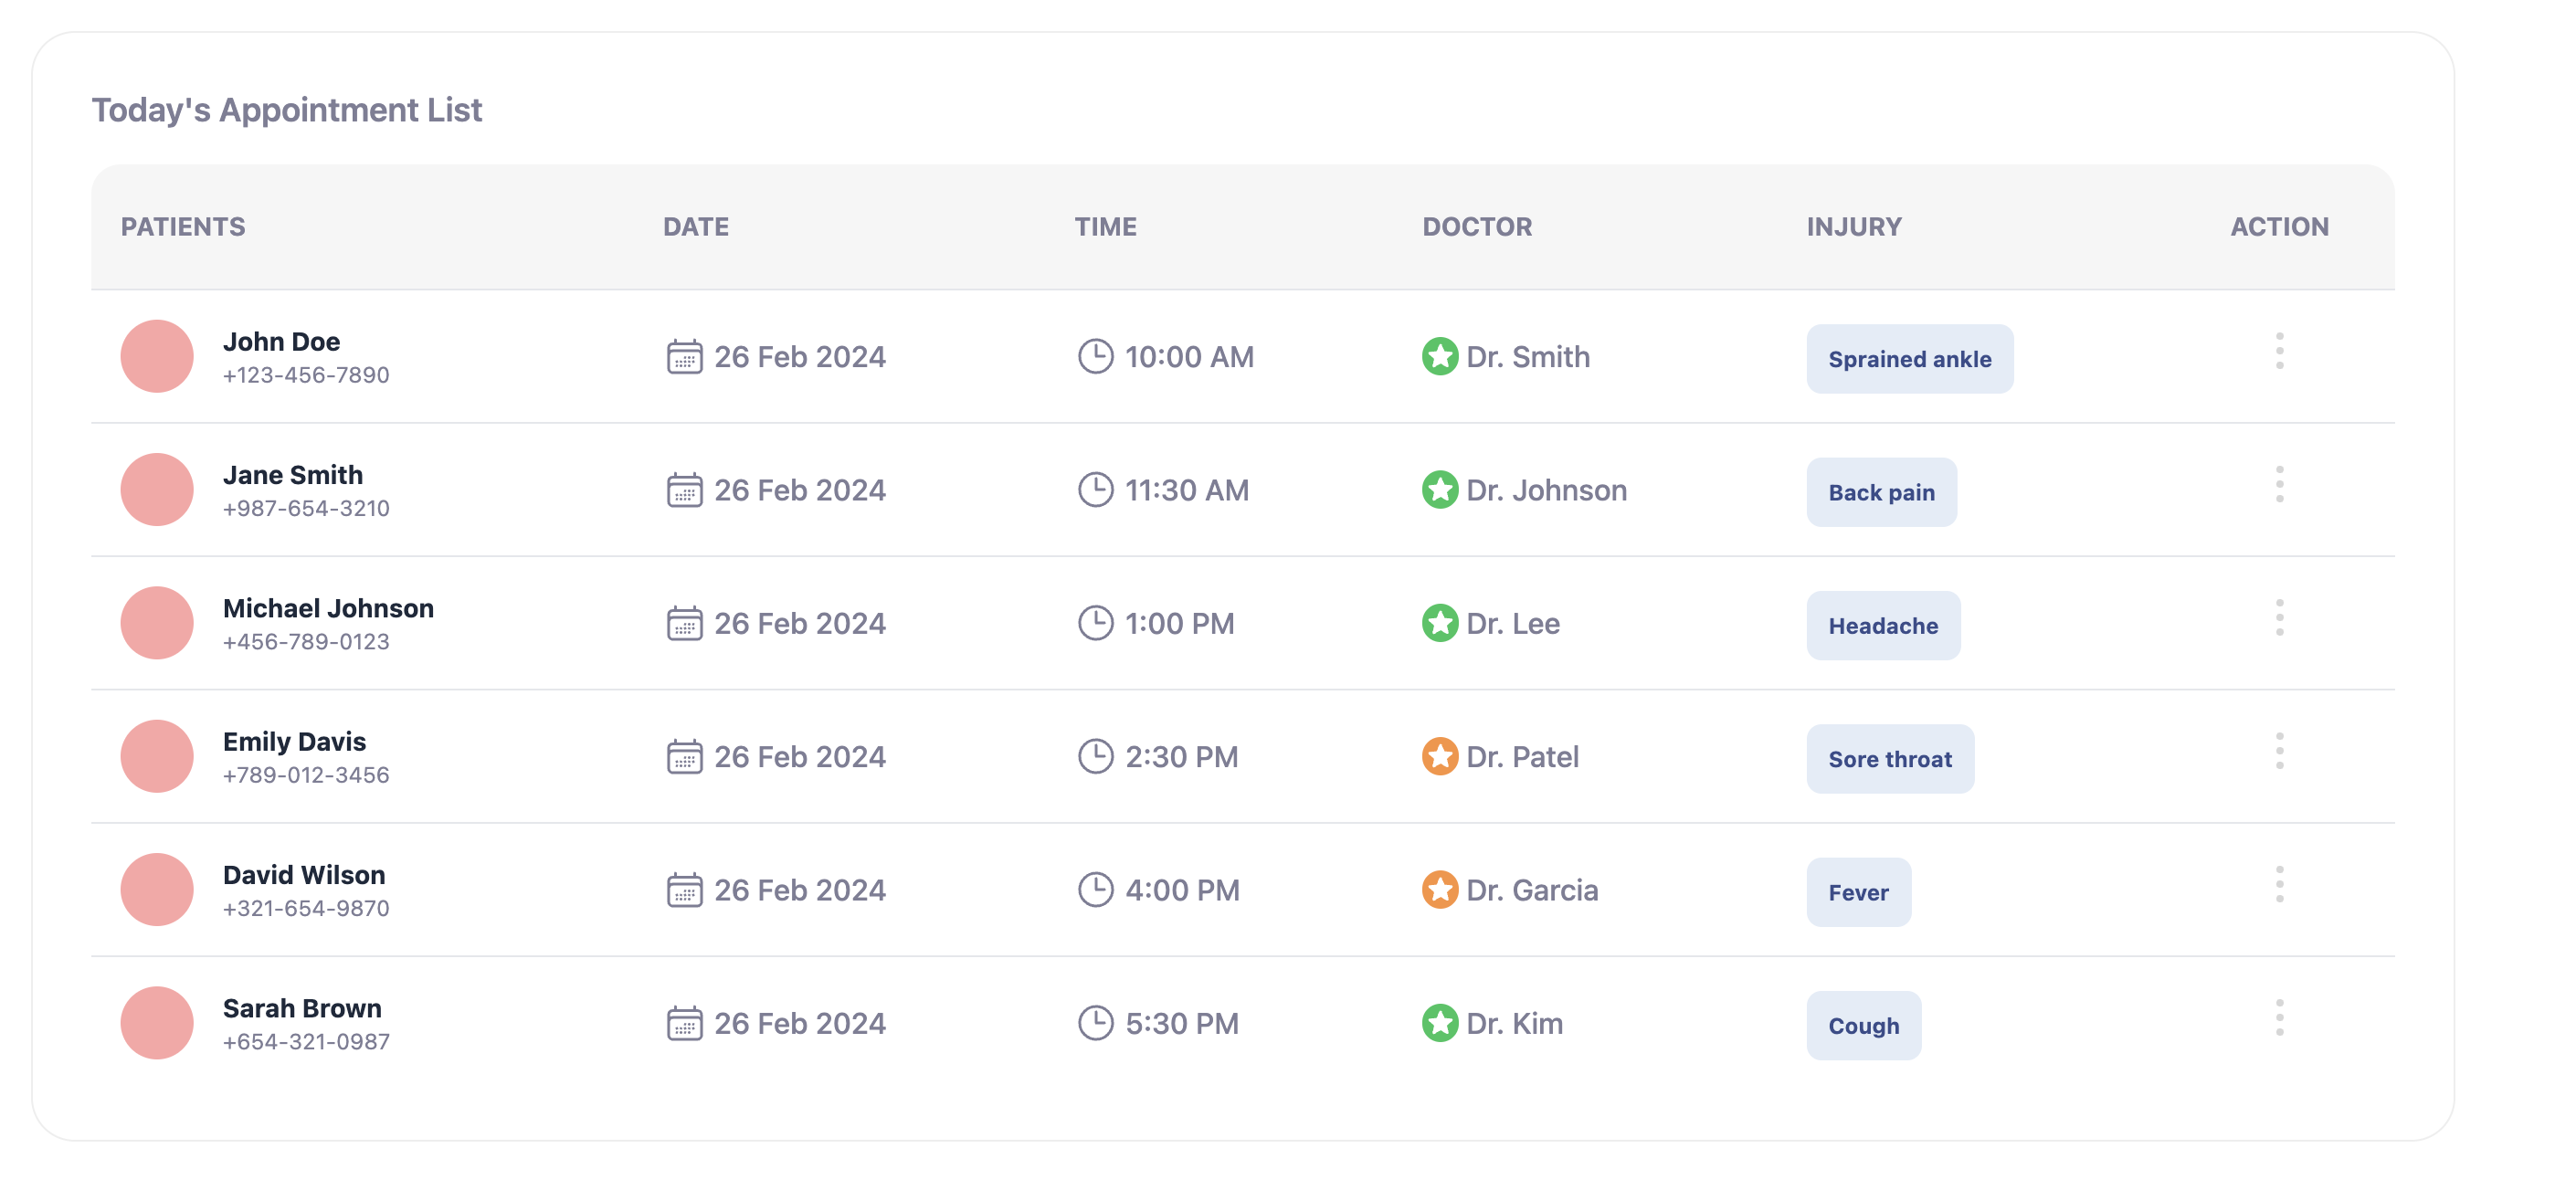 Today's Appointment List
PATIENTS DATE TIME DOCTOR INJURY ACTION
John Doe
+123-456-7890
26 Feb 2024 10:00 AM Dr. Smith Sprained ankle
Jane Smith
+987-654-3210
26 Feb 2024 11:30 AM Dr. Johnson Back pain
Michael Johnson
+456-789-0123
26 Feb 2024 1:00 PM Dr. Lee Headache
Emily Davis
+789-012-3456
26 Feb 2024 2:30 PM Dr. Patel Sore throat
David Wilson
+321-654-9870
26 Feb 2024 4:00 PM Dr. Garcia Fever
Sarah Brown
+654-321-0987
26 Feb 2024 5:30 PM Dr. Kim Cough